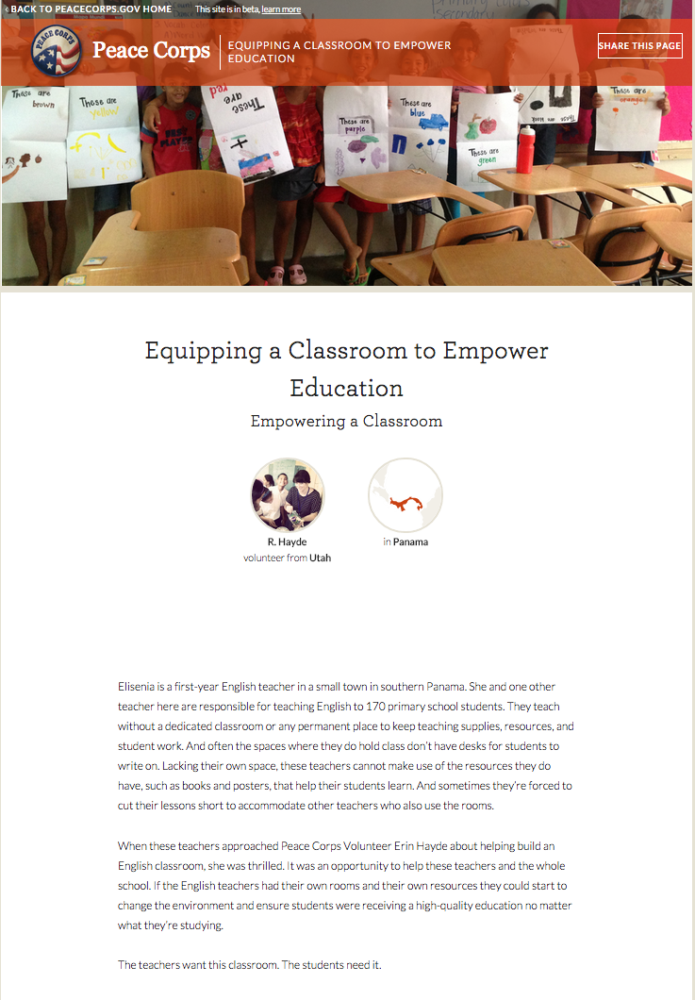 ‹ BACK TO PEACECORPS.GOV HOME This site is in beta, learn more
PEACE CORPS
Peace Corps
EQUIPPING A CLASSROOM TO EMPOWER
EDUCATION
SHARE THIS PAGE
These are
brown
These are
yellow!
These are
red
These are
purple
These are
blue
These are
green
These are
black
These are
orange!
Equipping a Classroom to Empower
Education
Empowering a Classroom
R. Hayde
volunteer from Utah
in Panama
Elisenia is a first-year English teacher in a small town in southern Panama. She and one other
teacher here are responsible for teaching English to 170 primary school students. They teach
without a dedicated classroom or any permanent place to keep teaching supplies, resources, and
student work. And often the spaces where they do hold class don’t have desks for students to
write on. Lacking their own space, these teachers cannot make use of the resources they do
have, such as books and posters, that help their students learn. And sometimes they’re forced to
cut their lessons short to accommodate other teachers who also use the rooms.
When these teachers approached Peace Corps Volunteer Erin Hayde about helping build an
English classroom, she was thrilled. It was an opportunity to help these teachers and the whole
school. If the English teachers had their own rooms and their own resources they could start to
change the environment and ensure students were receiving a high-quality education no matter
what they’re studying.
The teachers want this classroom. The students need it.